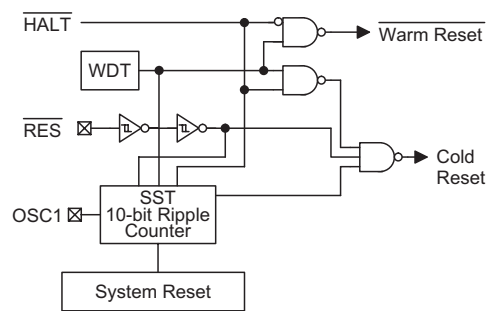 HALT
Warm Reset
WDT
RES
Cold
Reset
SST
10-bit Ripple
Counter
OSC1
System Reset